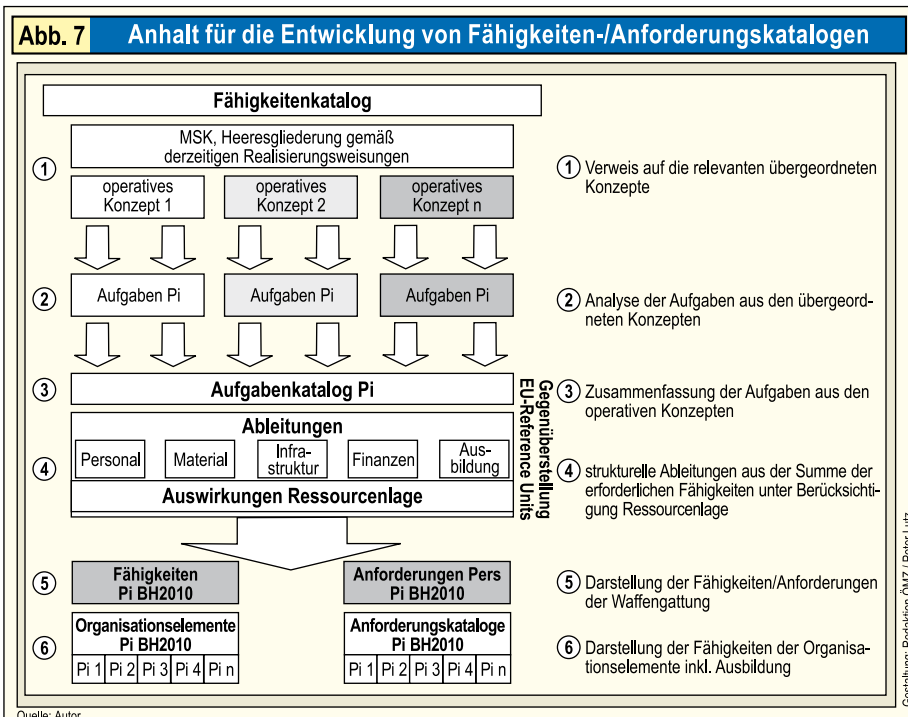 Abb. 7 Anhalt für die Entwicklung von Fähigkeiten-/Anforderungskatalogen
Fähigkeitenkatalog
MSK, Heeresgliederung gemäß
derzeitigen Realisierungsweisungen
1
operatives
Konzept 1
operatives
Konzept 2
operatives
Konzept n
2
Aufgaben Pi
Aufgaben Pi
Aufgaben Pi
3
Aufgabenkatalog Pi
Ableitungen
4
Personal
Material
Infra-
struktur
Finanzen
Aus-
bildung
Auswirkungen Ressourcenlage
Gegenüberstellung
EU-Reference Units
5
Fähigkeiten
Pi BH2010
Anforderungen Pers
Pi BH2010
6
Organisationselemente
Pi BH2010
Pi 1 Pi 2 Pi 3 Pi 4 Pi n
Anforderungskataloge
Pi BH2010
Pi 1 Pi 2 Pi 3 Pi 4 Pi n
1 Verweis auf die relevanten übergeordneten
Konzepte
2 Analyse der Aufgaben aus den übergeord-
neten Konzepten
3 Zusammenfassung der Aufgaben aus den
operativen Konzepten
4 strukturelle Ableitungen aus der Summe der
erforderlichen Fähigkeiten unter Berücksichti-
gung Ressourcenlage
5 Darstellung der Fähigkeiten/Anforderungen
der Waffengattung
6 Darstellung der Fähigkeiten der Organisa-
tionselemente inkl. Ausbildung
Quelle: Autor
Gestaltung: Redaktion ÖMZ / Peter Lutz